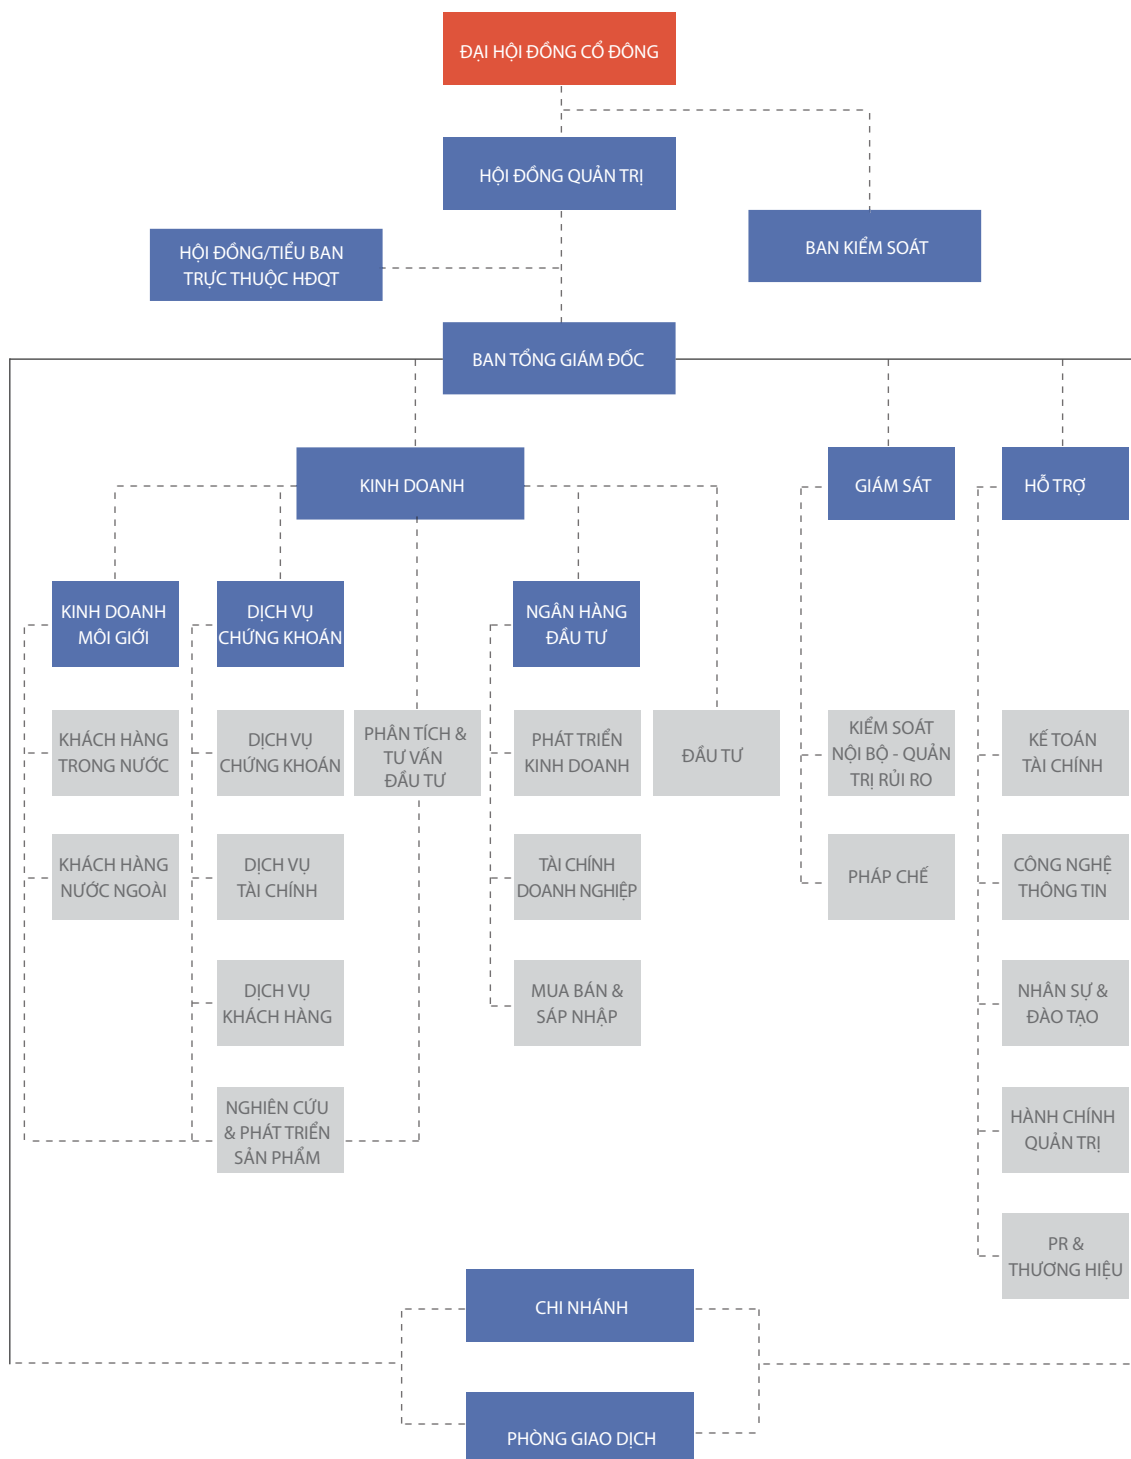 ĐẠI HỘI ĐỒNG CỔ ĐÔNG
HỘI ĐỒNG QUẢN TRỊ
BAN KIỂM SOÁT
HỘI ĐỒNG/TIỂU BAN
TRỰC THUỘC HĐQT
BAN TỔNG GIÁM ĐỐC
KINH DOANH
GIÁM SÁT
HỖ TRỢ
KINH DOANH
MÔI GIỚI
DỊCH VỤ
CHỨNG KHOÁN
NGÂN HÀNG
ĐẦU TƯ
KHÁCH HÀNG
TRONG NƯỚC
DỊCH VỤ
CHỨNG KHOÁN
PHÂN TÍCH &
TƯ VẤN
ĐẦU TƯ
PHÁT TRIỂN
KINH DOANH
ĐẦU TƯ
KIỂM SOÁT
NỘI BỘ - QUẢN
TRỊ RỦI RO
KẾ TOÁN
TÀI CHÍNH
KHÁCH HÀNG
NƯỚC NGOÀI
DỊCH VỤ
TÀI CHÍNH
TÀI CHÍNH
DOANH NGHIỆP
PHÁP CHẾ
CÔNG NGHỆ
THÔNG TIN
DỊCH VỤ
KHÁCH HÀNG
MUA BÁN &
SÁP NHẬP
NHÂN SỰ &
ĐÀO TẠO
NGHIÊN CỨU
& PHÁT TRIỂN
SẢN PHẨM
HÀNH CHÍNH
QUẢN TRỊ
PR &
THƯƠNG HIỆU
CHI NHÁNH
PHÒNG GIAO DỊCH